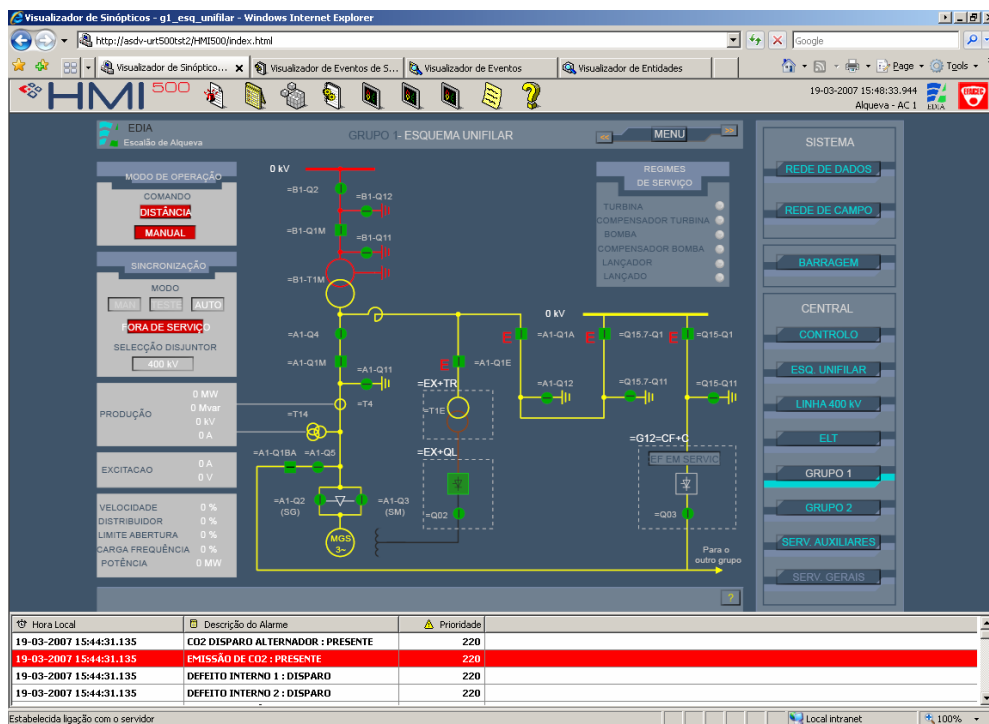 Visualizador de Sinópticos - g1_esq_unifilar - Windows Internet Explorer
http://asdv-urt500tst2/HMI500/index.html
Google
Visualizador de Sinóptico...
Visualizador de Eventos de S...
Visualizador de Eventos
Visualizador de Entidades
Page
Tools
HMI 500
19-03-2007 15:48:33.944
Alqueva - AC 1
EDIA
EFACEC
EDIA
Escalão de Alqueva
GRUPO 1- ESQUEMA UNIFILAR
<<
MENU
>>
MODO DE OPERAÇÃO
COMANDO
DISTÂNCIA
MANUAL
SINCRONIZAÇÃO
MODO
MAN
TESTE
AUTO
FORA DE SERVIÇO
SELECÇÃO DISJUNTOR
400 kV
PRODUÇÃO
0 MW
0 Mvar
0 kV
0 A
EXCITACAO
0 A
0 V
VELOCIDADE 0 %
DISTRIBUIDOR 0 %
LIMITE ABERTURA 0 %
CARGA FREQUÊNCIA 0 %
POTÊNCIA 0 MW
0 kV
=B1-Q2
=B1-Q12
=B1-Q1M
=B1-Q11
=B1-T1M
=A1-Q4
=A1-Q1M
=A1-Q11
=T4
=T14
=A1-Q1BA
=A1-Q5
=A1-Q2
(SG)
=A1-Q3
(SM)
MGS
3~
E
=A1-Q1E
=EX+TR
=T1E
=EX+QL
=Q02
0 kV
E
=A1-Q1A
E
=Q15.7-Q1
E
=Q15-Q1
=A1-Q12
=Q15.7-Q11
=Q15-Q11
=G12=CF+C
EF EM SERVIC
=Q03
Para o
outro grupo
REGIMES
DE SERVIÇO
TURBINA
COMPENSADOR TURBINA
BOMBA
COMPENSADOR BOMBA
LANÇADOR
LANÇADO
?
SISTEMA
REDE DE DADOS
REDE DE CAMPO
BARRAGEM
CENTRAL
CONTROLO
ESQ. UNIFILAR
LINHA 400 kV
ELT
GRUPO 1
GRUPO 2
SERV. AUXILIARES
SERV. GERAIS
Hora Local Descrição do Alarme Prioridade
19-03-2007 15:44:31.135 CO2 DISPARO ALTERNADOR : PRESENTE 220
19-03-2007 15:44:31.135 EMISSÃO DE CO2 : PRESENTE 220
19-03-2007 15:44:31.135 DEFEITO INTERNO 1 : DISPARO 220
19-03-2007 15:44:31.135 DEFEITO INTERNO 2 : DISPARO 220
Estabelecida ligação com o servidor
Local intranet
100%